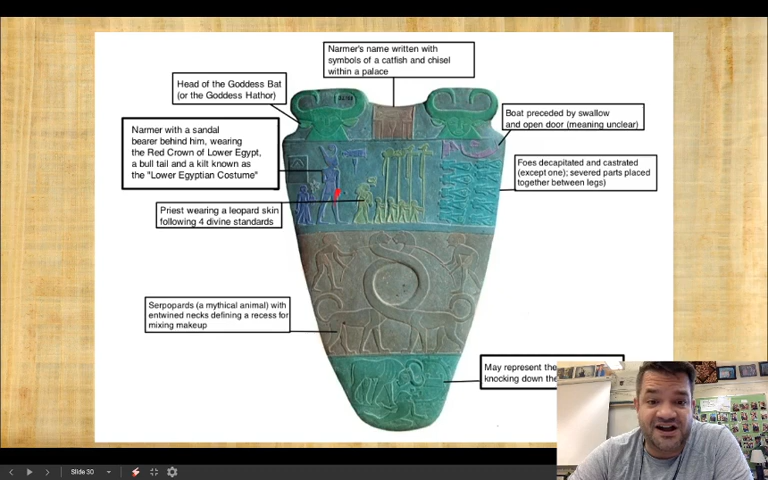 Narmer's name written with
symbols of a catfish and chisel
within a palace
Head of the Goddess Bat
(or the Goddess Hathor)
Boat preceded by swallow
and open door (meaning unclear)
Narmer with a sandal
bearer behind him, wearing
the Red Crown of Lower Egypt,
a bull tail and a kilt known as
the "Lower Egyptian Costume"
Foes decapitated and castrated
(except one); severed parts placed
together between legs)
Priest wearing a leopard skin
following 4 divine standards
Serpopards (a mythical animal) with
entwined necks defining a recess for
mixing makeup
May represent the
knocking down the
Slide 30